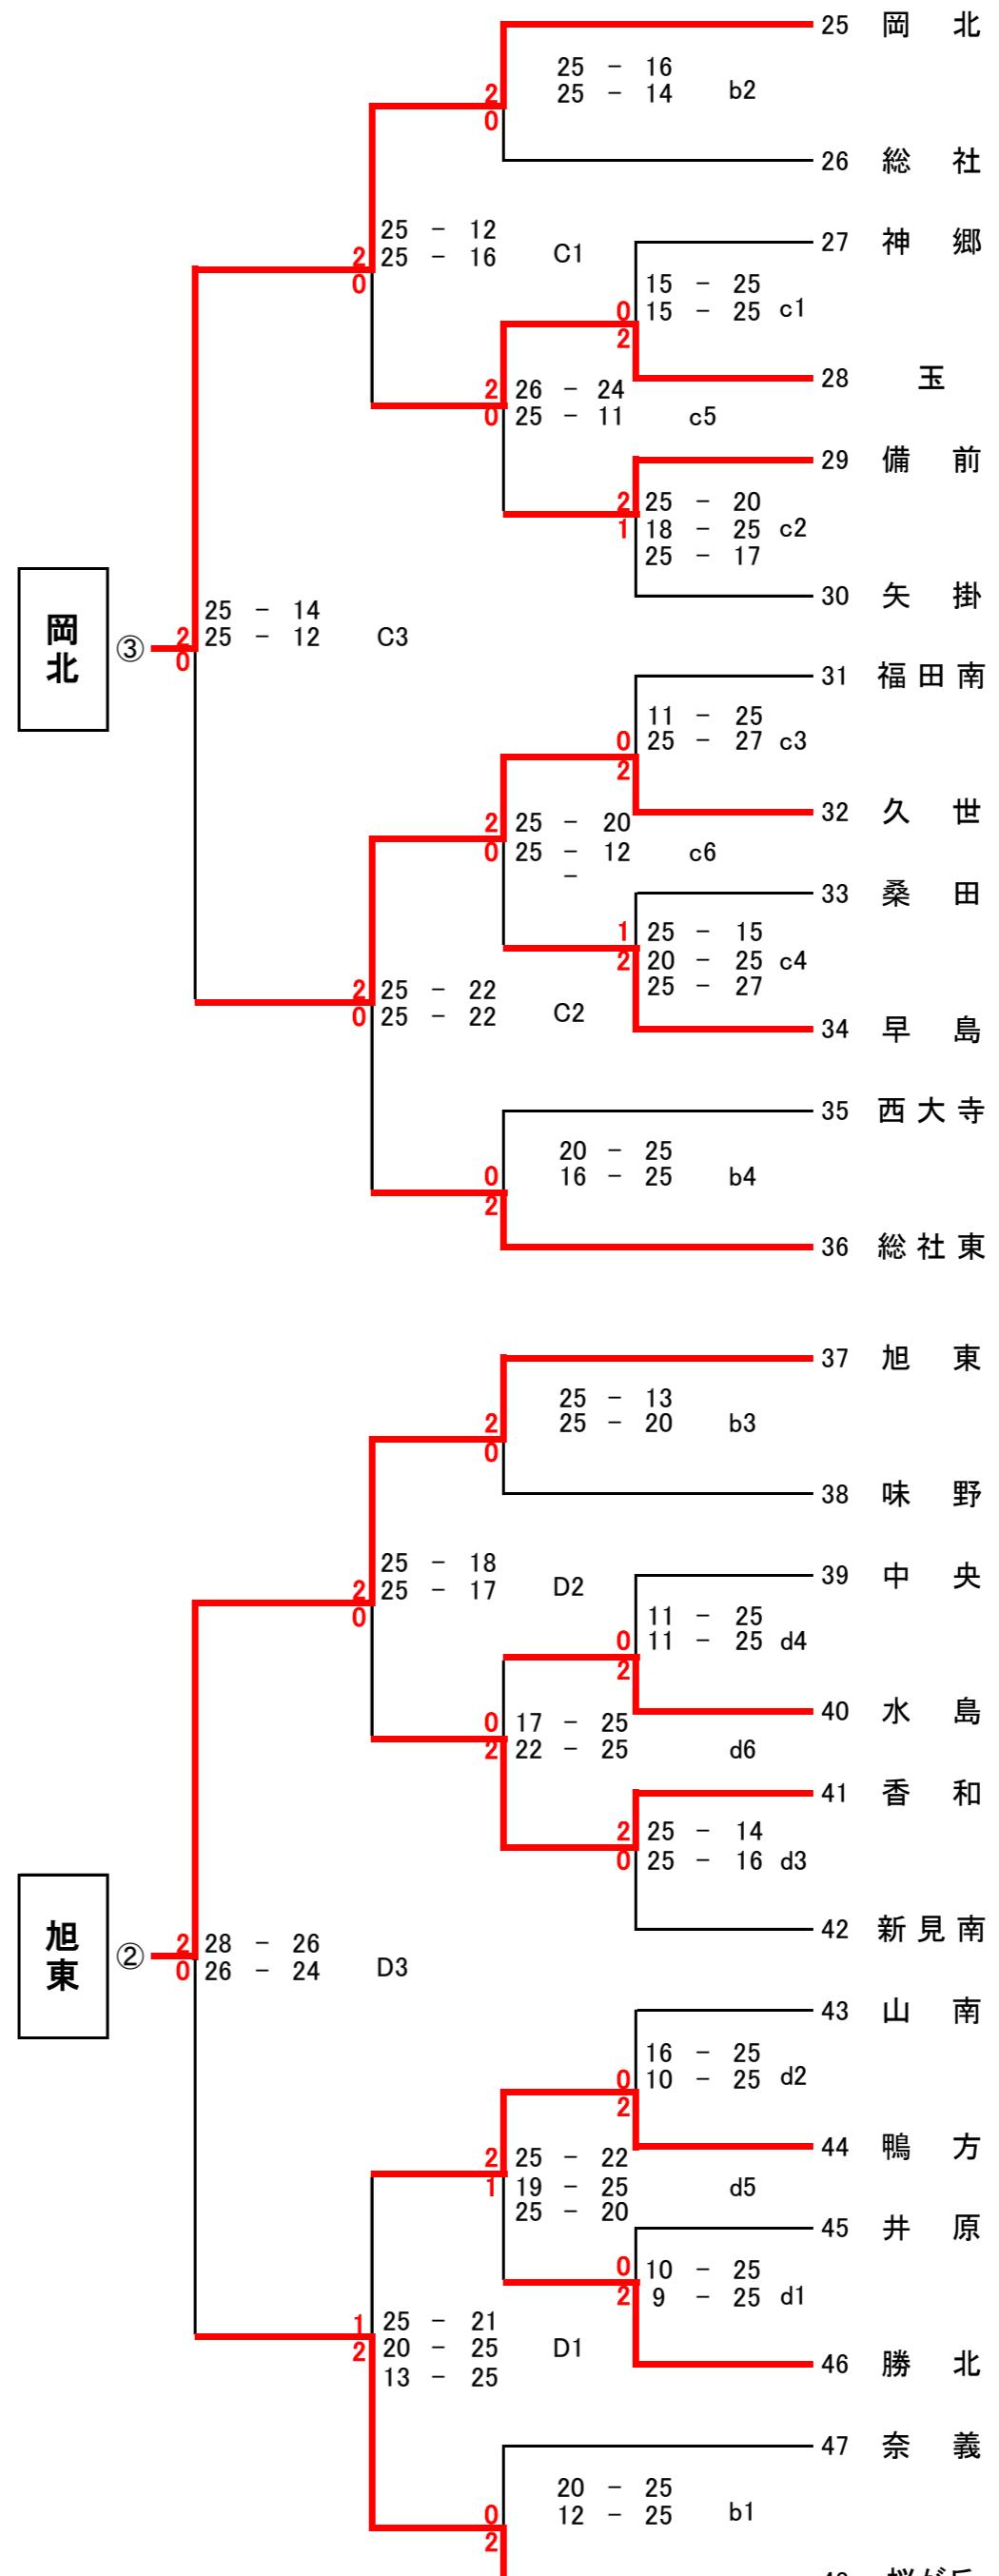 25 岡 北
25 - 16
2 25 - 14 b2
0
26 総 社
25 - 12
27 神 郷
2 25 - 16 C1
0
15 - 25
0 15 - 25 c1
2
28 玉
2 26 - 24
0 25 - 11 c5
29 備 前
2 25 - 20
1 18 - 25 c2
25 - 17
30 矢 掛
岡北
③
25 - 14
2 25 - 12 C3
0
31 福田南
11 - 25
0 25 - 27 c3
2
32 久 世
2 25 - 20
0 25 - 12 c6
-
33 桑 田
1 25 - 15
2 20 - 25 c4
25 - 27
2 25 - 22
0 25 - 22 C2
34 早 島
35 西大寺
20 - 25
0 16 - 25 b4
2
36 総社東
37 旭 東
25 - 13
2 25 - 20 b3
0
38 味 野
25 - 18
2 25 - 17 D2
0
39 中 央
11 - 25
0 11 - 25 d4
2
40 水 島
0 17 - 25
2 22 - 25 d6
41 香 和
2 25 - 14
0 25 - 16 d3
42 新見南
旭東
②
2 28 - 26
0 26 - 24 D3
43 山 南
16 - 25
0 10 - 25 d2
2
44 鴨 方
2 25 - 22
1 19 - 25 d5
25 - 20
45 井 原
0 10 - 25
2 9 - 25 d1
1 25 - 21
2 20 - 25 D1
13 - 25
46 勝 北
47 奈 義
20 - 25
0 12 - 25 b1
2